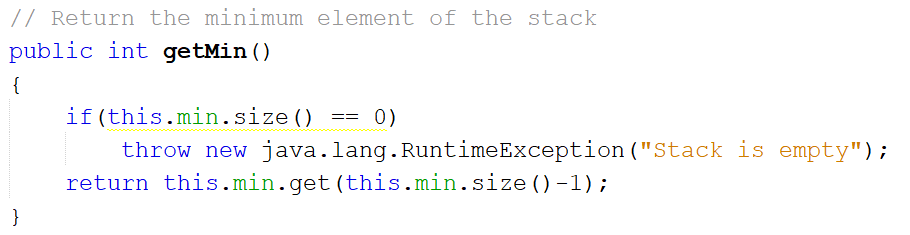 // Return the minimum element of the stack
public int getMin()
{
    if(this.min.size() == 0)
        throw new java.lang.RuntimeException("Stack is empty");
    return this.min.get(this.min.size()-1);
}